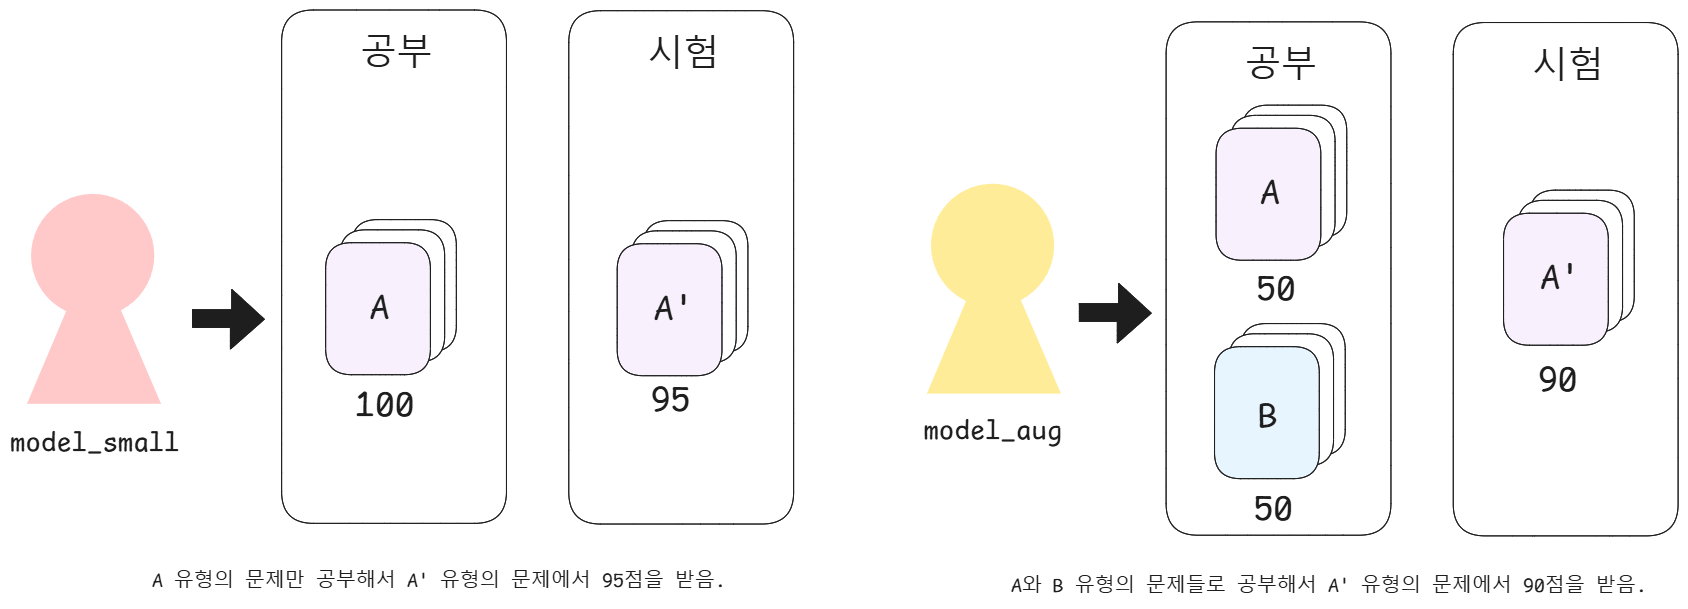 공부
시험
A
100
A'
95
model_small
A 유형의 문제만 공부해서 A' 유형의 문제에서 95점을 받음.
공부
시험
A
50
B
50
A'
90
model_aug
A와 B 유형의 문제들로 공부해서 A' 유형의 문제에서 90점을 받음.